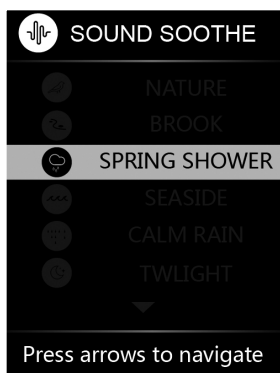 SOUND SOOTHE
NATURE
BROOK
SPRING SHOWER
SEASIDE
CALM RAIN
TWLIGHT
Press arrows to navigate